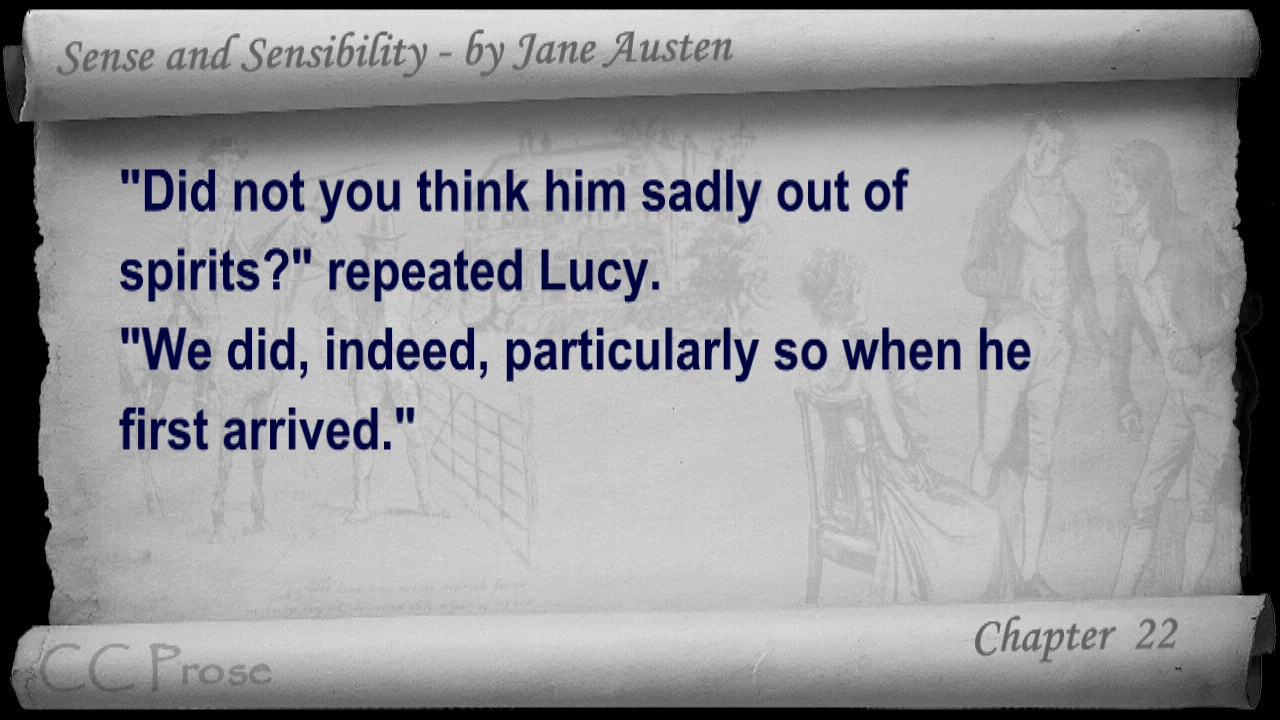 Sense and Sensibility - by Jane Austen
"Did not you think him sadly out of
spirits?" repeated Lucy.
"We did, indeed, particularly so when he
first arrived."
Chapter 22
CC Prose